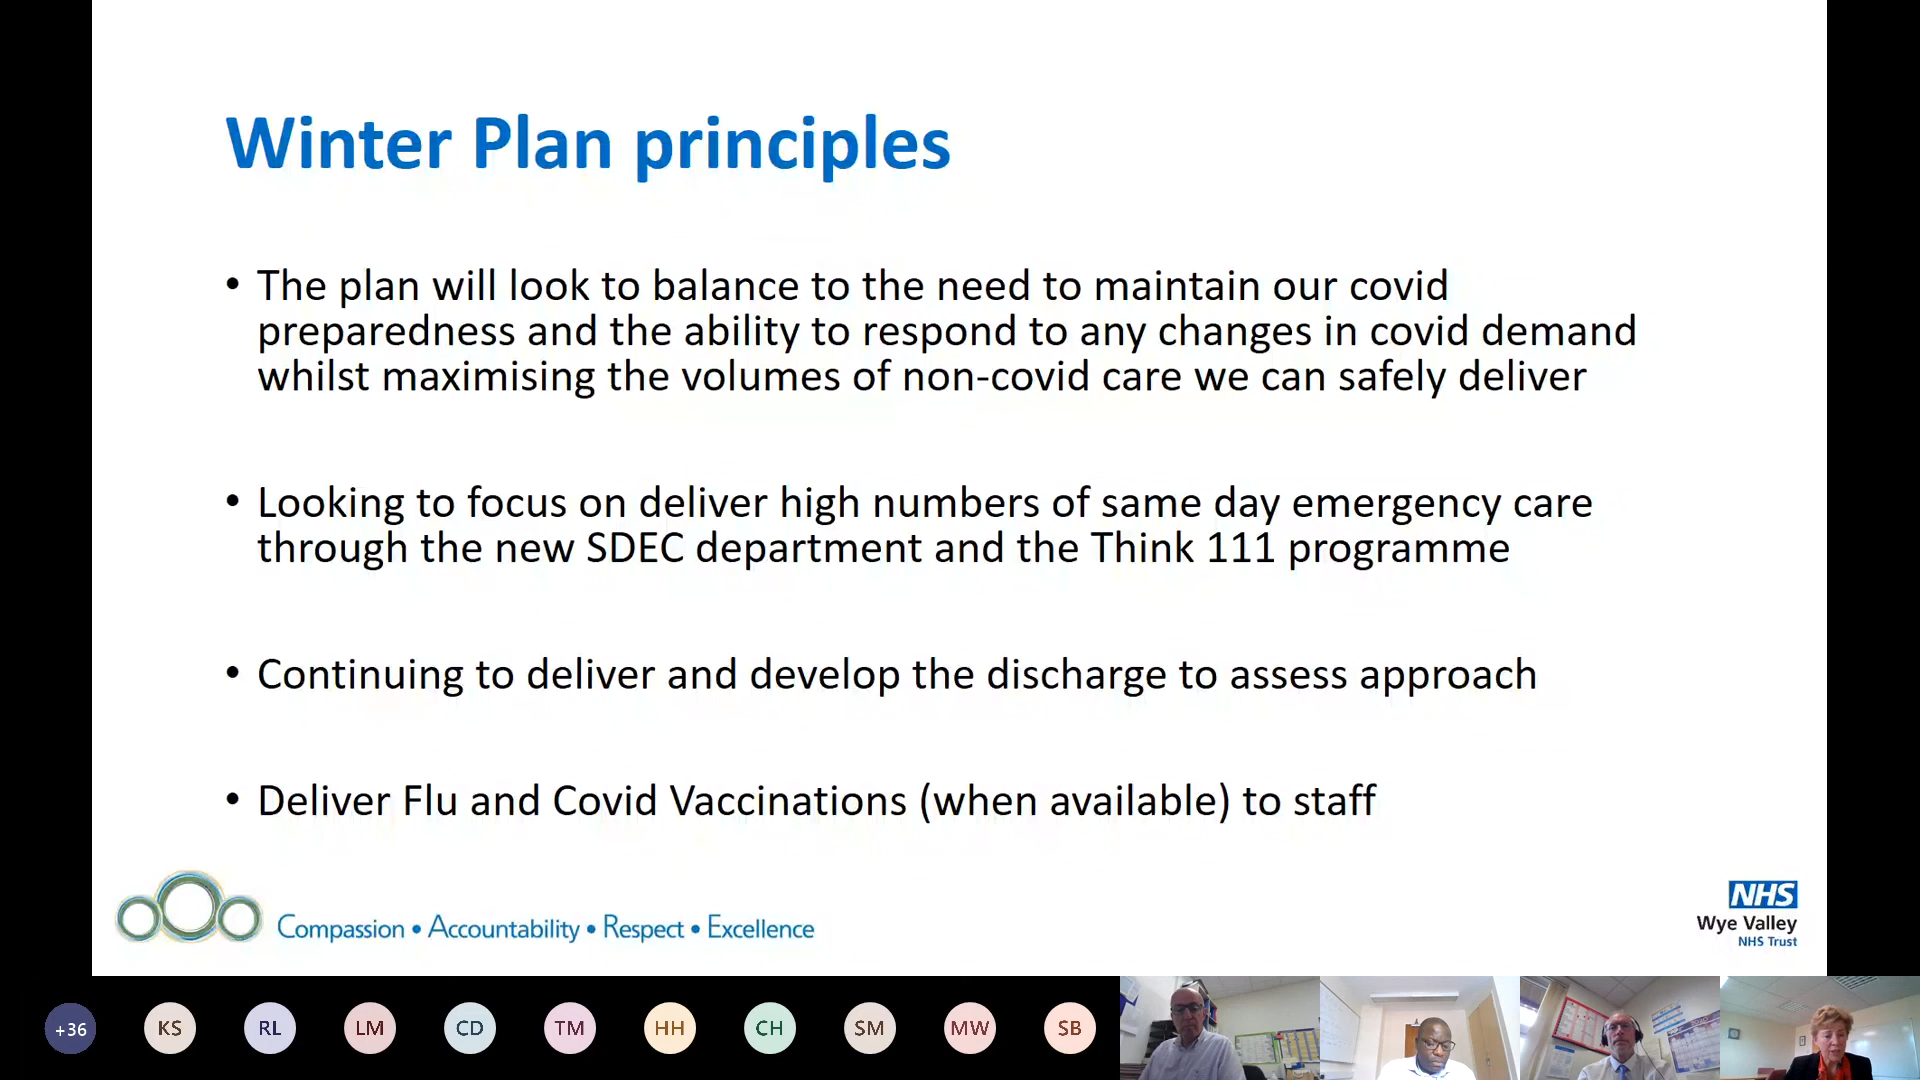 Winter Plan principles
• The plan will look to balance to the need to maintain our covid
preparedness and the ability to respond to any changes in covid demand
whilst maximising the volumes of non-covid care we can safely deliver
• Looking to focus on deliver high numbers of same day emergency care
through the new SDEC department and the Think 111 programme
• Continuing to deliver and develop the discharge to assess approach
• Deliver Flu and Covid Vaccinations (when available) to staff
Compassion • Accountability • Respect • Excellence
NHS
Wye Valley
NHS Trust
+36 KS RL LM CD TM HH CH SM MW SB